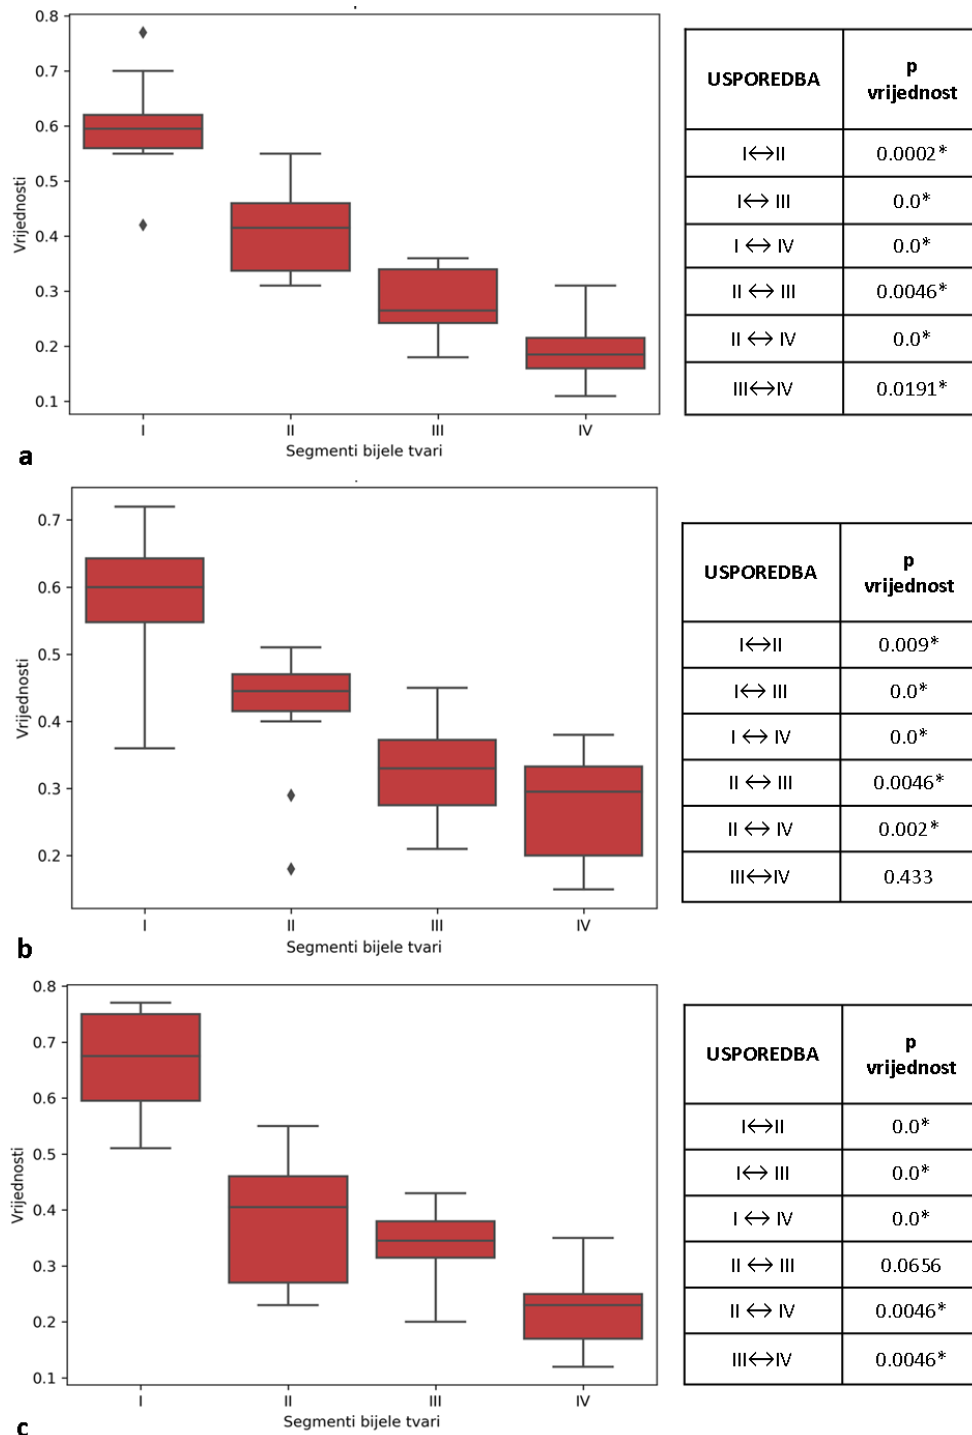 0.8
0.7
0.6
0.5
0.4
0.3
0.2
0.1
Vrijednosti
I II III IV
Segmenti bijele tvari
a
USPOREDBA p vrijednost
I↔II 0.0002*
I↔ III 0.0*
I ↔ IV 0.0*
II ↔ III 0.0046*
II ↔ IV 0.0*
III↔IV 0.0191*
0.7
0.6
0.5
0.4
0.3
0.2
Vrijednosti
I II III IV
Segmenti bijele tvari
b
USPOREDBA p vrijednost
I↔II 0.009*
I↔ III 0.0*
I ↔ IV 0.0*
II ↔ III 0.0046*
II ↔ IV 0.002*
III↔IV 0.433
0.8
0.7
0.6
0.5
0.4
0.3
0.2
0.1
Vrijednosti
I II III IV
Segmenti bijele tvari
c
USPOREDBA p vrijednost
I↔II 0.0*
I↔ III 0.0*
I ↔ IV 0.0*
II ↔ III 0.0656
II ↔ IV 0.0046*
III↔IV 0.0046*